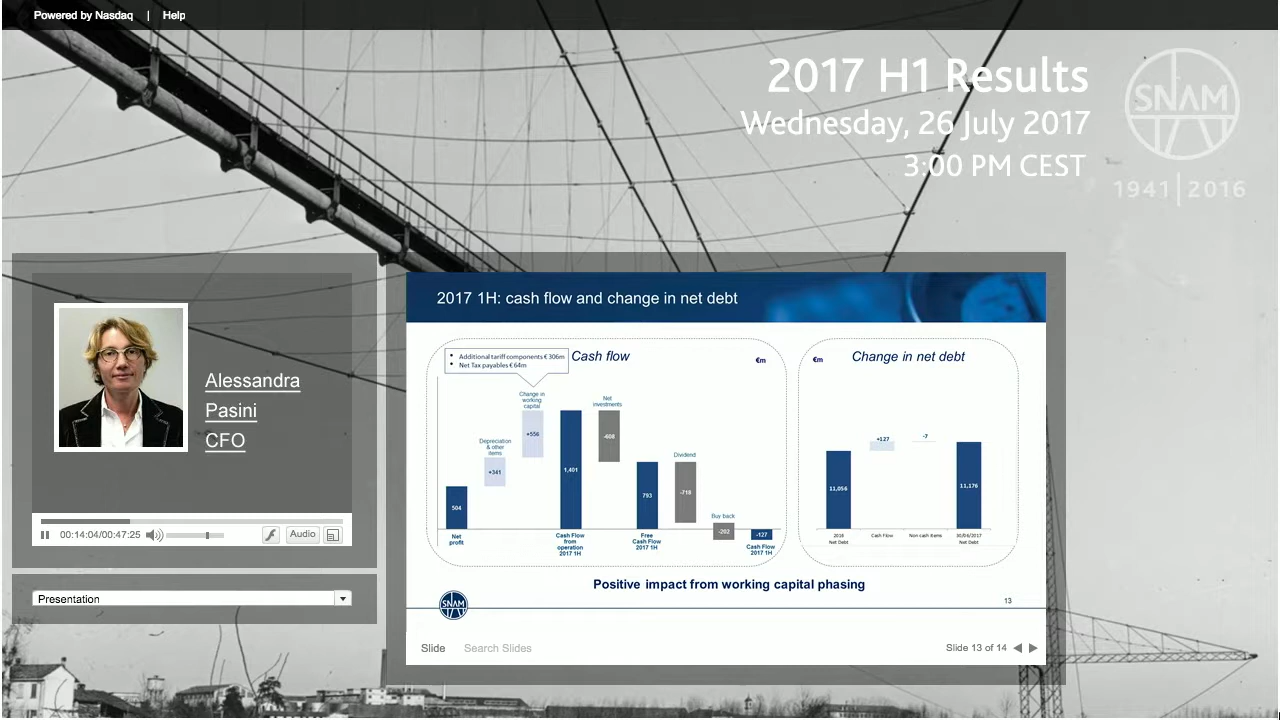 Powered by Nasdaq | Help
2017 H1 Results
Wednesday, 26 July 2017
3:00 PM CEST
SNAM
1941 | 2016
Alessandra
Pasini
CFO
00:14:04/00:47:25
Audio
Presentation
2017 1H: cash flow and change in net debt
• Additional tariff components € 306m
• Net Tax payables € 64m
Cash flow
€m
Change in
working
capital
Net
investments
+556
-608
Depreciation
& other
items
+341
1,401
Dividend
504
793
-718
Buy back
-202
-127
Net
profit
Cash Flow
from
operation
2017 1H
Free
Cash Flow
2017 1H
Cash Flow
2017 1H
€m
Change in net debt
+127
-7
11,056
11,176
2016
Net Debt
Cash Flow
Non-cash items
30/06/2017
Net Debt
Positive impact from working capital phasing
SNAM
13
Slide
Search Slides
Slide 13 of 14